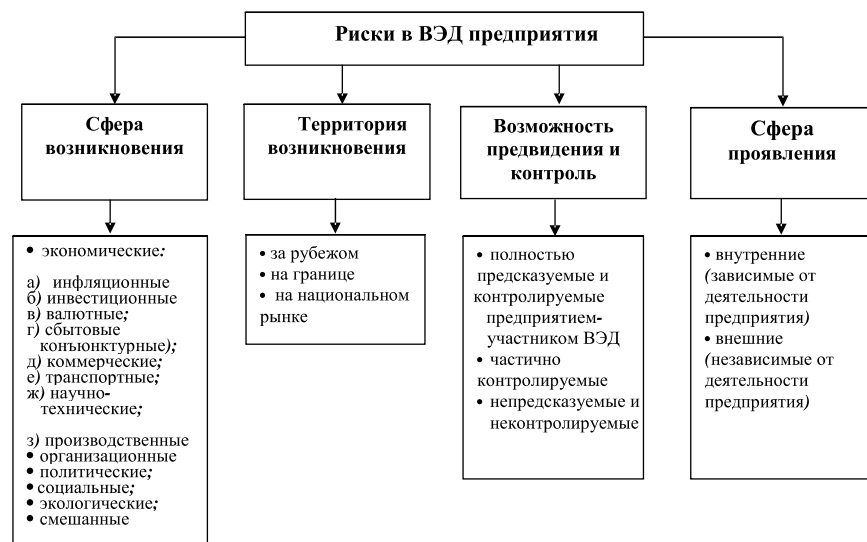 Риски в ВЭД предприятия
Сфера
возникновения
Территория
возникновения
Возможность
предвидения и
контроль
Сфера
проявления
• экономические:
а) инфляционные
б) инвестиционные
в) валютные;
г) сбытовые
конъюнктурные);
д) коммерческие;
е) транспортные;
ж) научно-
технические;
з) производственные
• организационные
• политические;
• социальные;
• экологические;
• смешанные
• за рубежом
• на границе
• на национальном
рынке
• полностью
предсказуемые и
контролируемые
предприятием-
участником ВЭД
• частично
контролируемые
• непредсказуемые и
неконтролируемые
• внутренние
(зависимые от
деятельности
предприятия)
• внешние
(независимые от
деятельности
предприятия)